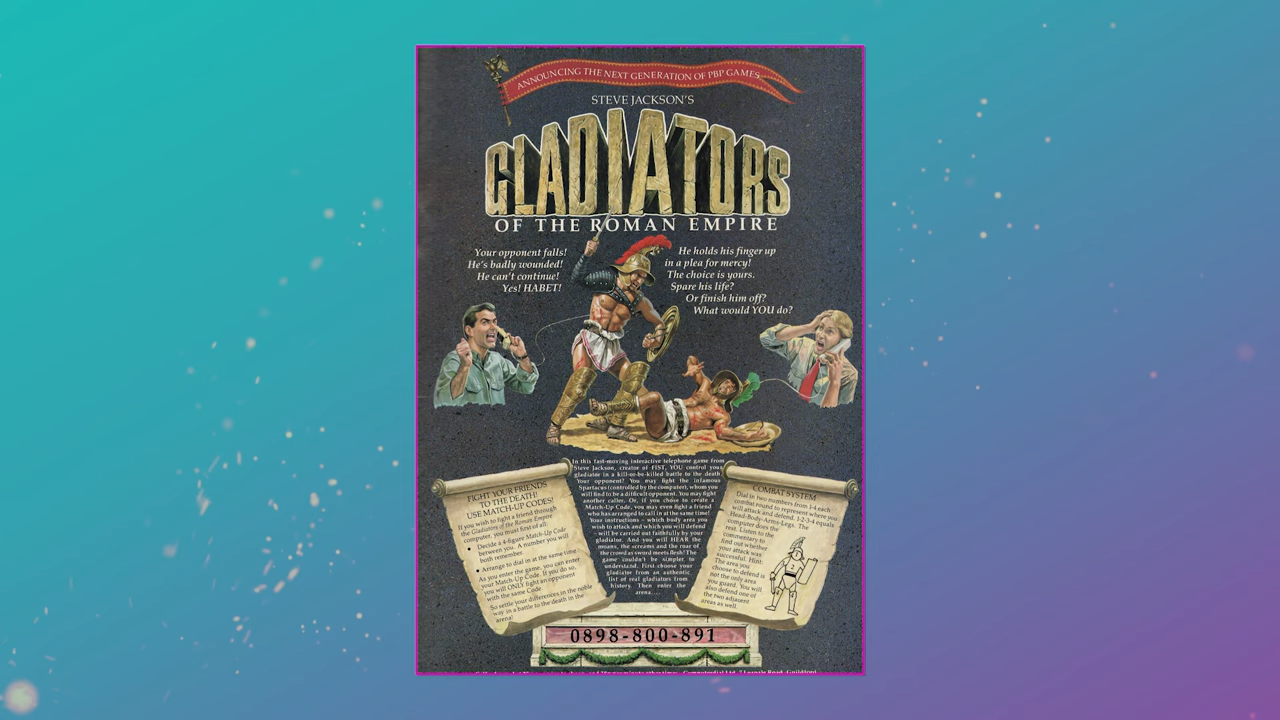 ANNOUNCING THE NEXT GENERATION OF PBP GAMES
STEVE JACKSON'S
GLADIATORS
OF THE ROMAN EMPIRE
Your opponent falls!
He's badly wounded!
He can't continue!
Yes! HABET!
He holds his finger up
in a plea for mercy!
The choice is yours.
Spare his life?
Or finish him off?
What would YOU do?
FIGHT YOUR FRIENDS
TO THE DEATH!
USE MATCH-UP CODES!
If you wish to fight a friend through
the Gladiators of the Roman Empire
computer, you must first of all:
• Decide a 4-figure Match-Up Code
between you. A number you will
both remember.
• Arrange to dial in at the same time
As you enter the game, you can enter
your Match-Up Code. If you do so,
you will ONLY fight an opponent
with the same Code
So settle your differences in the noble
way in a battle to the death in the
arena!
In this fast-moving interactive telephone game from
Steve Jackson, creator of FIST, YOU control your
gladiator in a kill-or-be-killed battle to the death
Your opponent? You may fight the infamous
Spartacus (controlled by the computer), whom you
will find to be a difficult opponent. You may fight
another caller. Or, if you chose to create a
Match-Up Code, you may even fight a friend
who has arranged to call in at the same time!
Your instructions – which body area you
wish to attack and which you will defend
– will be carried out faithfully by your
gladiator. And you will HEAR the
moans, the screams and the roar of
the crowd as sword meets flesh! The
game couldn't be simpler to
understand. First choose your
gladiator from an authentic
list of real gladiators from
history. Then enter the
arena....
COMBAT SYSTEM
Dial in two numbers from 1-4 each
combat round to represent where you
will attack and defend. 1-2-3-4 equals
Head-Body-Arms-Legs. The
computer does the
rest. Listen to the
commentary to
find out whether
your attack was
successful. Hint:
The area you
choose to defend is
not the only area
you guard. You will
also defend one of
the two adjacent
areas as well.
0898-800-891